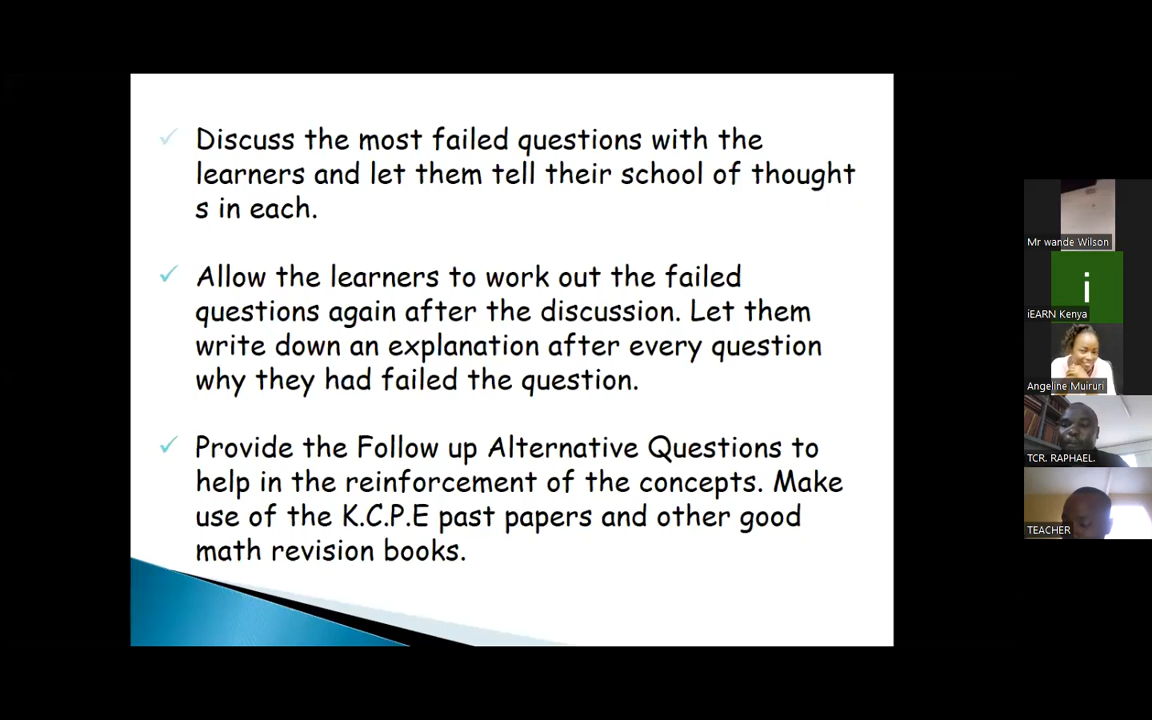 Discuss the most failed questions with the
learners and let them tell their school of thought
s in each.
Allow the learners to work out the failed
questions again after the discussion. Let them
write down an explanation after every question
why they had failed the question.
Provide the Follow up Alternative Questions to
help in the reinforcement of the concepts. Make
use of the K.C.P.E past papers and other good
math revision books.
Mr wande Wilson
i
iEARN Kenya
Angeline Muiruri
TCR. RAPHAEL.
TEACHER